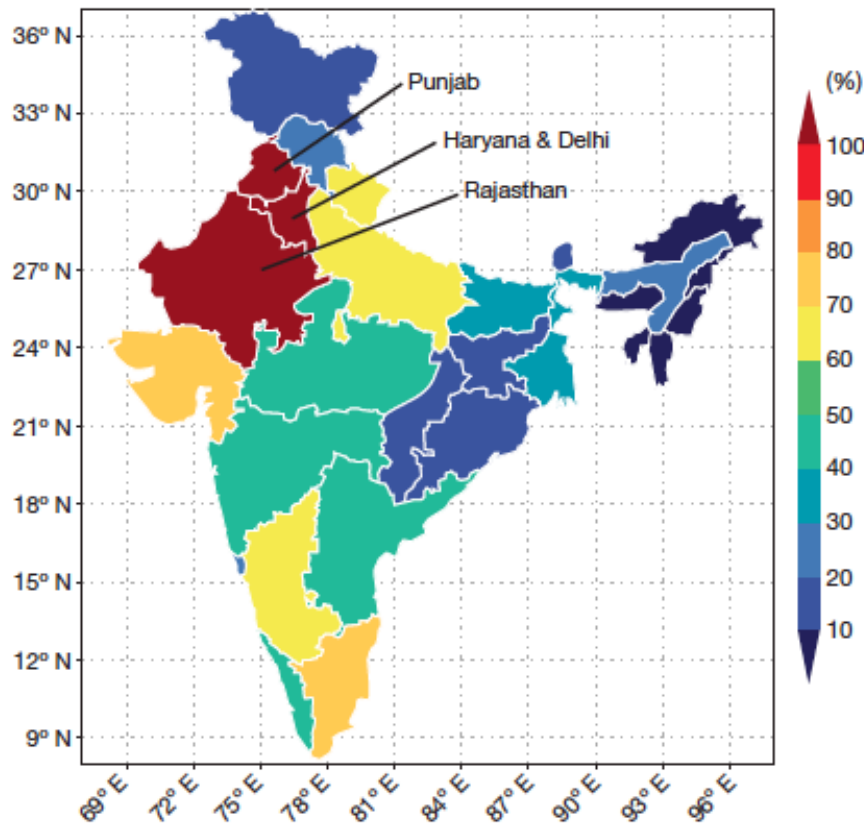 36° N
33° N
30° N
27° N
24° N
21° N
18° N
15° N
12° N
9° N
Punjab
Haryana & Delhi
Rajasthan
(%)
100
90
80
70
60
50
40
30
20
10
69° E
72° E
75° E
78° E
81° E
84° E
87° E
90° E
93° E
96° E